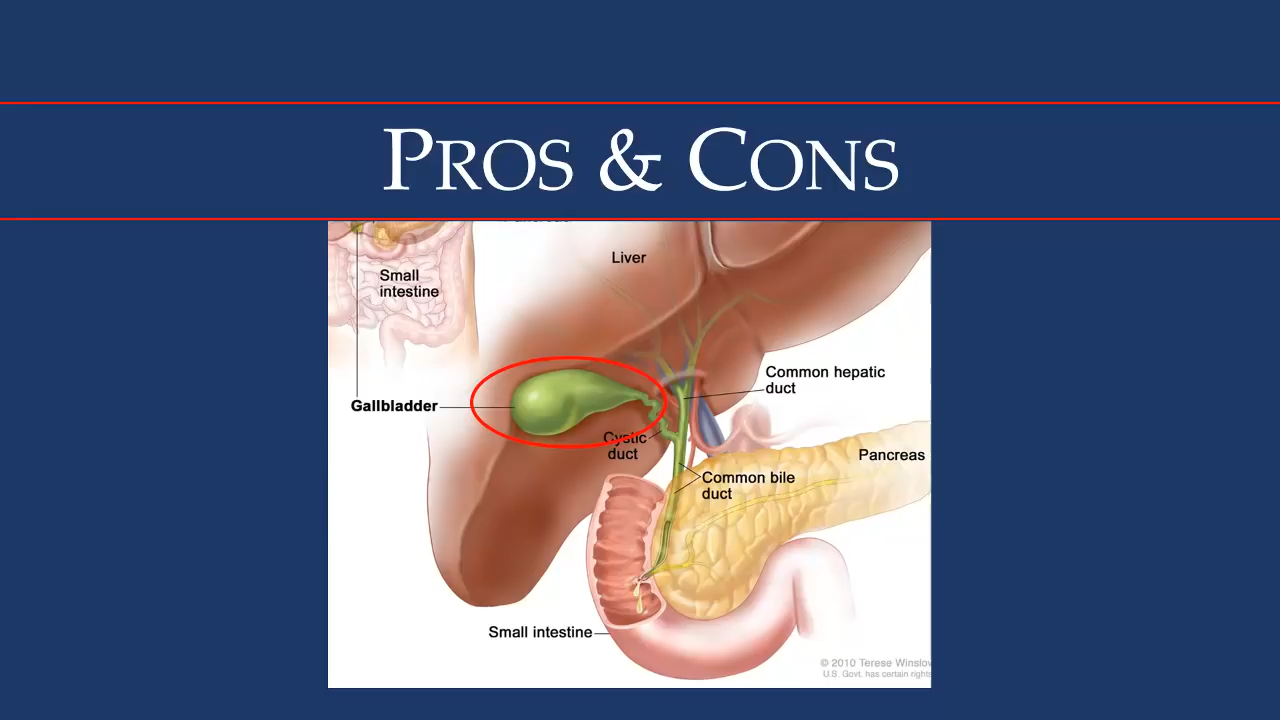 PROS & CONS
Liver
Small
intestine
Common hepatic
duct
Gallbladder
Cystic
duct
Pancreas
Common bile
duct
Small intestine
© 2010 Terese Winslow
U.S. Govt. has certain rights